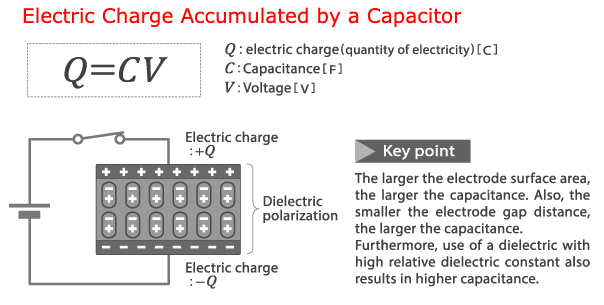 Electric Charge Accumulated by a Capacitor
Q=CV
Q : electric charge(quantity of electricity)[C]
C : Capacitance[F]
V : Voltage[V]
Electric charge
:+Q
+ + + + + + + +
Dielectric
polarization
− − − − − − − −
Electric charge
:−Q
Key point
The larger the electrode surface area,
the larger the capacitance. Also, the
smaller the electrode gap distance,
the larger the capacitance.
Furthermore, use of a dielectric with
high relative dielectric constant also
results in higher capacitance.